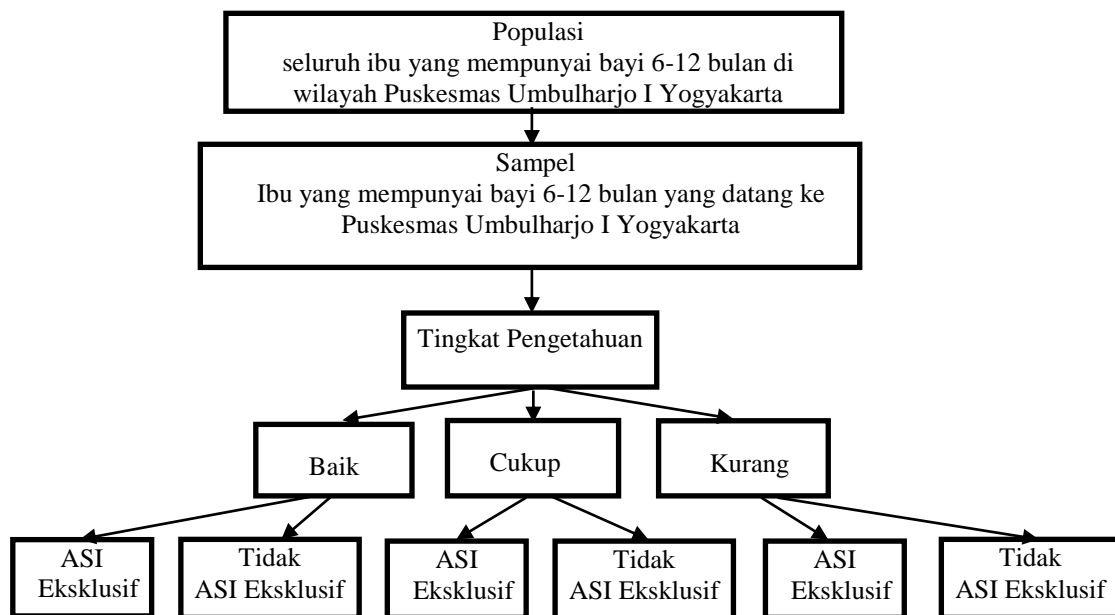 Populasi
seluruh ibu yang mempunyai bayi 6-12 bulan di
wilayah Puskesmas Umbulharjo I Yogyakarta
Sampel
Ibu yang mempunyai bayi 6-12 bulan yang datang ke
Puskesmas Umbulharjo I Yogyakarta
Tingkat Pengetahuan
Baik
Cukup
Kurang
ASI
Eksklusif
Tidak
ASI Eksklusif
ASI
Eksklusif
Tidak
ASI Eksklusif
ASI
Eksklusif
Tidak
ASI Eksklusif